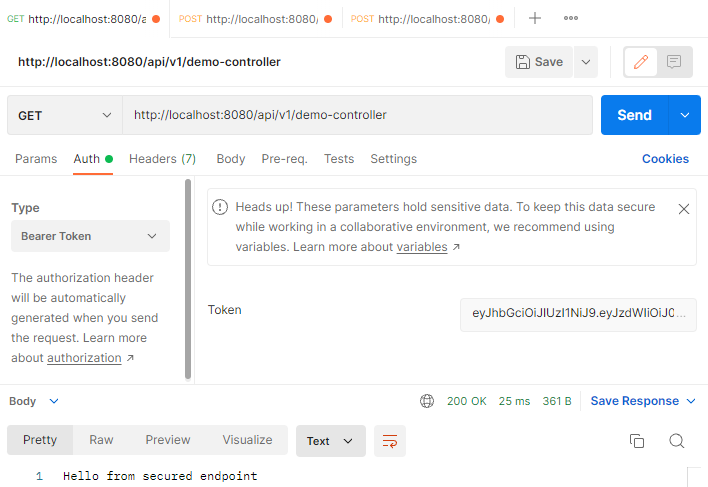 GET http://localhost:8080/a
POST http://localhost:8
POST http://localhost:8
http://localhost:8080/api/v1/demo-controller
Save
GET
http://localhost:8080/api/v1/demo-controller
Send
Params Auth Headers (7) Body Pre-req. Tests Settings Cookies
Type
Bearer Token
The authorization header
will be automatically
generated when you send
the request. Learn more
about authorization ↗
Heads up! These parameters hold sensitive data. To keep this data secure
while working in a collaborative environment, we recommend using
variables. Learn more about variables ↗
Token
eyJhbGciOiJIUzI1NiJ9.eyJzdWIiOiJ0...
Body
200 OK 25 ms 361 B Save Response
Pretty Raw Preview Visualize Text
1 Hello from secured endpoint